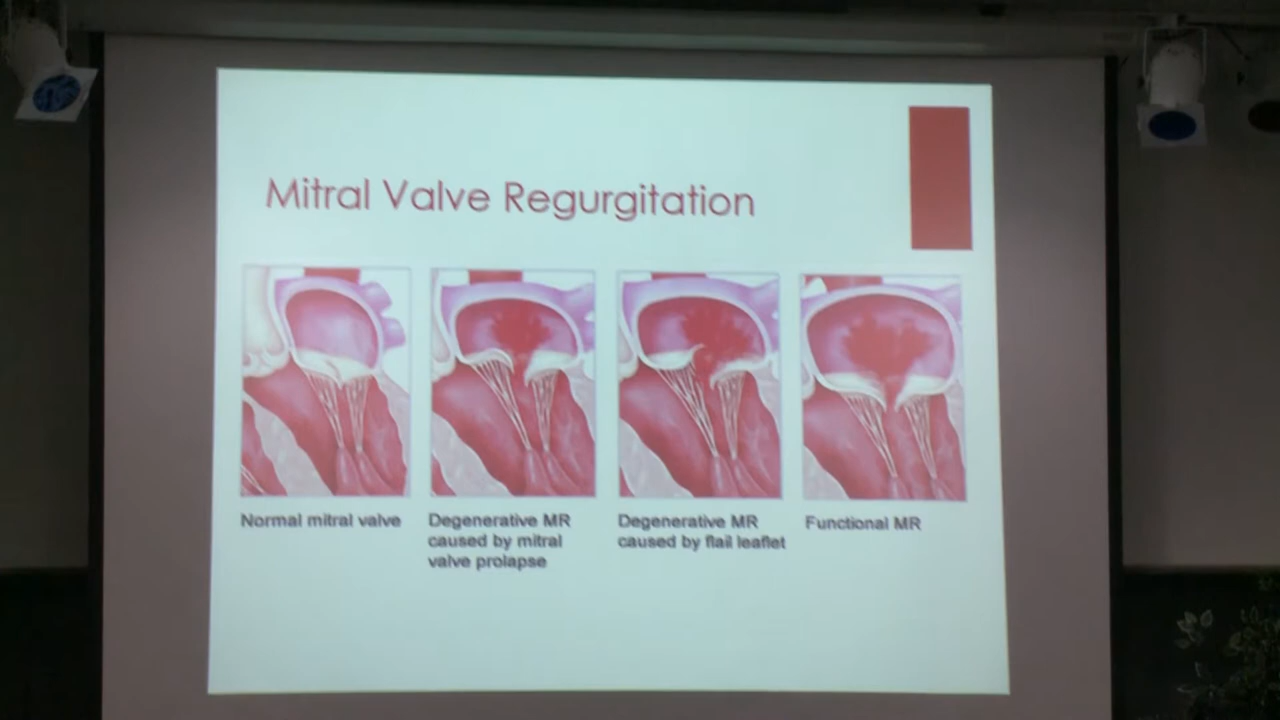 Mitral Valve Regurgitation
Normal mitral valve
Degenerative MR
caused by mitral
valve prolapse
Degenerative MR
caused by flail leaflet
Functional MR